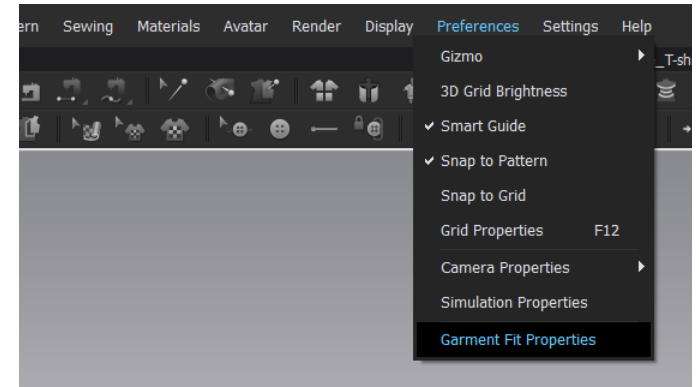 ern Sewing Materials Avatar Render Display Preferences Settings Help
Gizmo
_T-sh
3D Grid Brightness
Smart Guide
Snap to Pattern
Snap to Grid
Grid Properties F12
Camera Properties
Simulation Properties
Garment Fit Properties